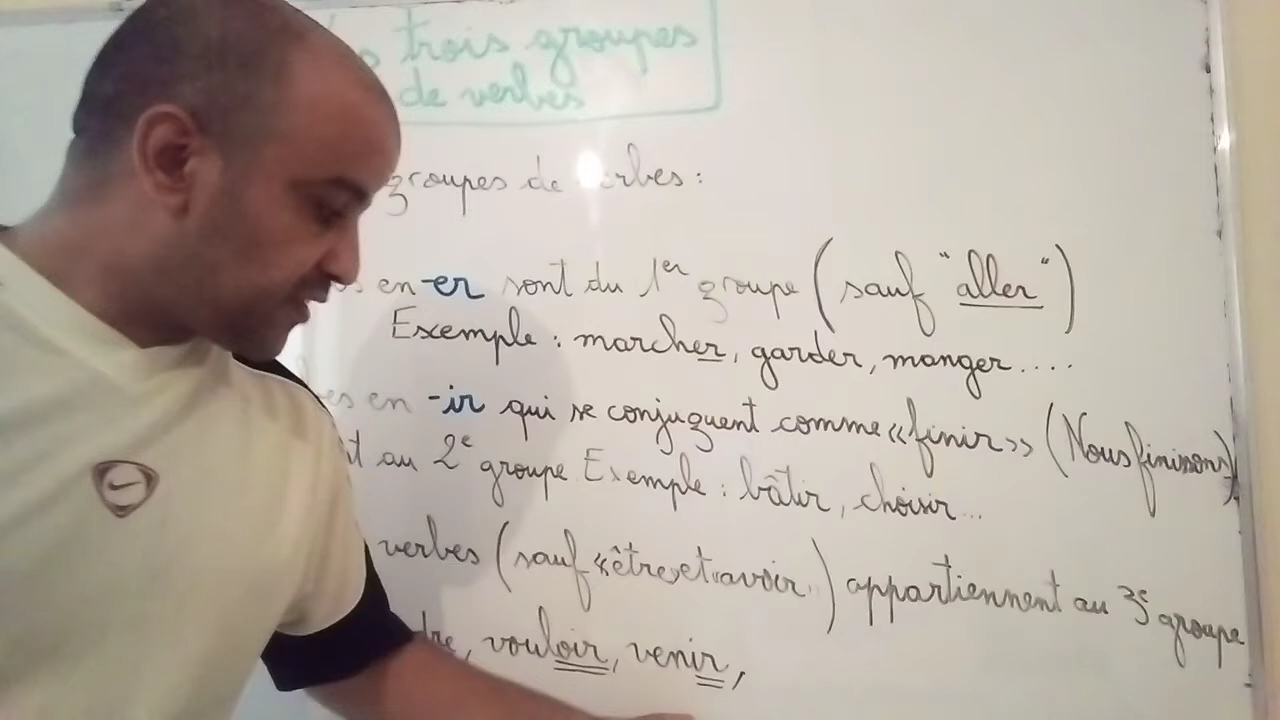 trois groupes
de verbes
groupes de verbes :
en -er sont du 1er groupe (sauf "aller")
Exemple : marcher, garder, manger....
en -ir qui se conjuguent comme «finir» (Nous finissons)
au 2e groupe Exemple : bâtir, choisir...
verbes (sauf «être et avoir») appartiennent au 3e groupe
vouloir, venir,